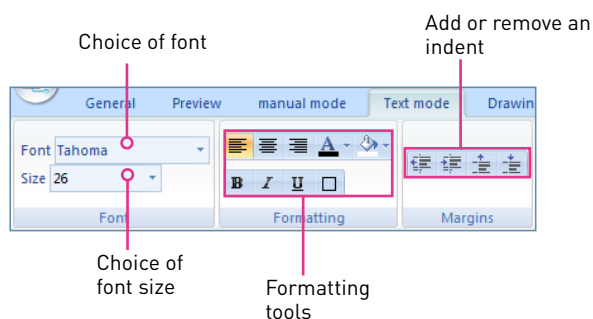 Add or remove an
indent
Choice of font
General Preview manual mode Text mode Drawin
Font Tahoma
Size 26
A
B I U
Font Formatting Margins
Choice of
font size
Formatting
tools